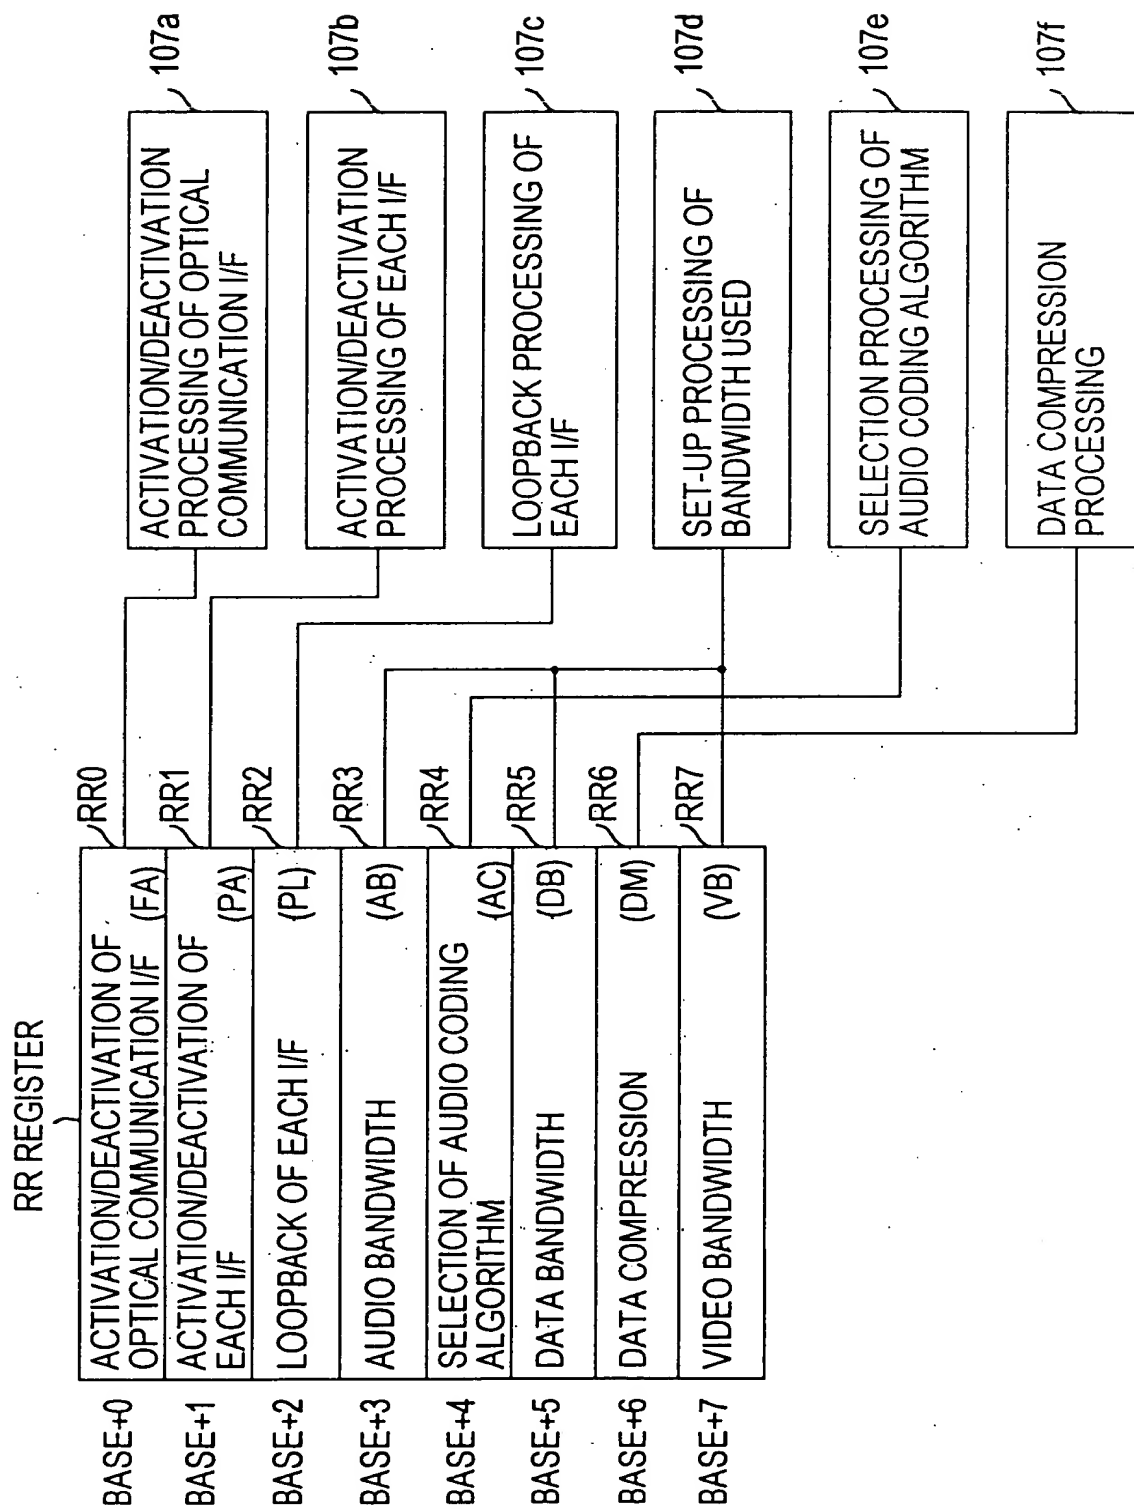 RR REGISTER
BASE+0
ACTIVATION/DEACTIVATION OF
OPTICAL COMMUNICATION I/F (FA)
RR0
BASE+1
ACTIVATION/DEACTIVATION OF
EACH I/F (PA)
RR1
BASE+2
LOOPBACK OF EACH I/F (PL)
RR2
BASE+3
AUDIO BANDWIDTH (AB)
RR3
BASE+4
SELECTION OF AUDIO CODING
ALGORITHM (AC)
RR4
BASE+5
DATA BANDWIDTH (DB)
RR5
BASE+6
DATA COMPRESSION (DM)
RR6
BASE+7
VIDEO BANDWIDTH (VB)
RR7
ACTIVATION/DEACTIVATION
PROCESSING OF OPTICAL
COMMUNICATION I/F
107a
ACTIVATION/DEACTIVATION
PROCESSING OF EACH I/F
107b
LOOPBACK PROCESSING OF
EACH I/F
107c
SET-UP PROCESSING OF
BANDWIDTH USED
107d
SELECTION PROCESSING OF
AUDIO CODING ALGORITHM
107e
DATA COMPRESSION
PROCESSING
107f